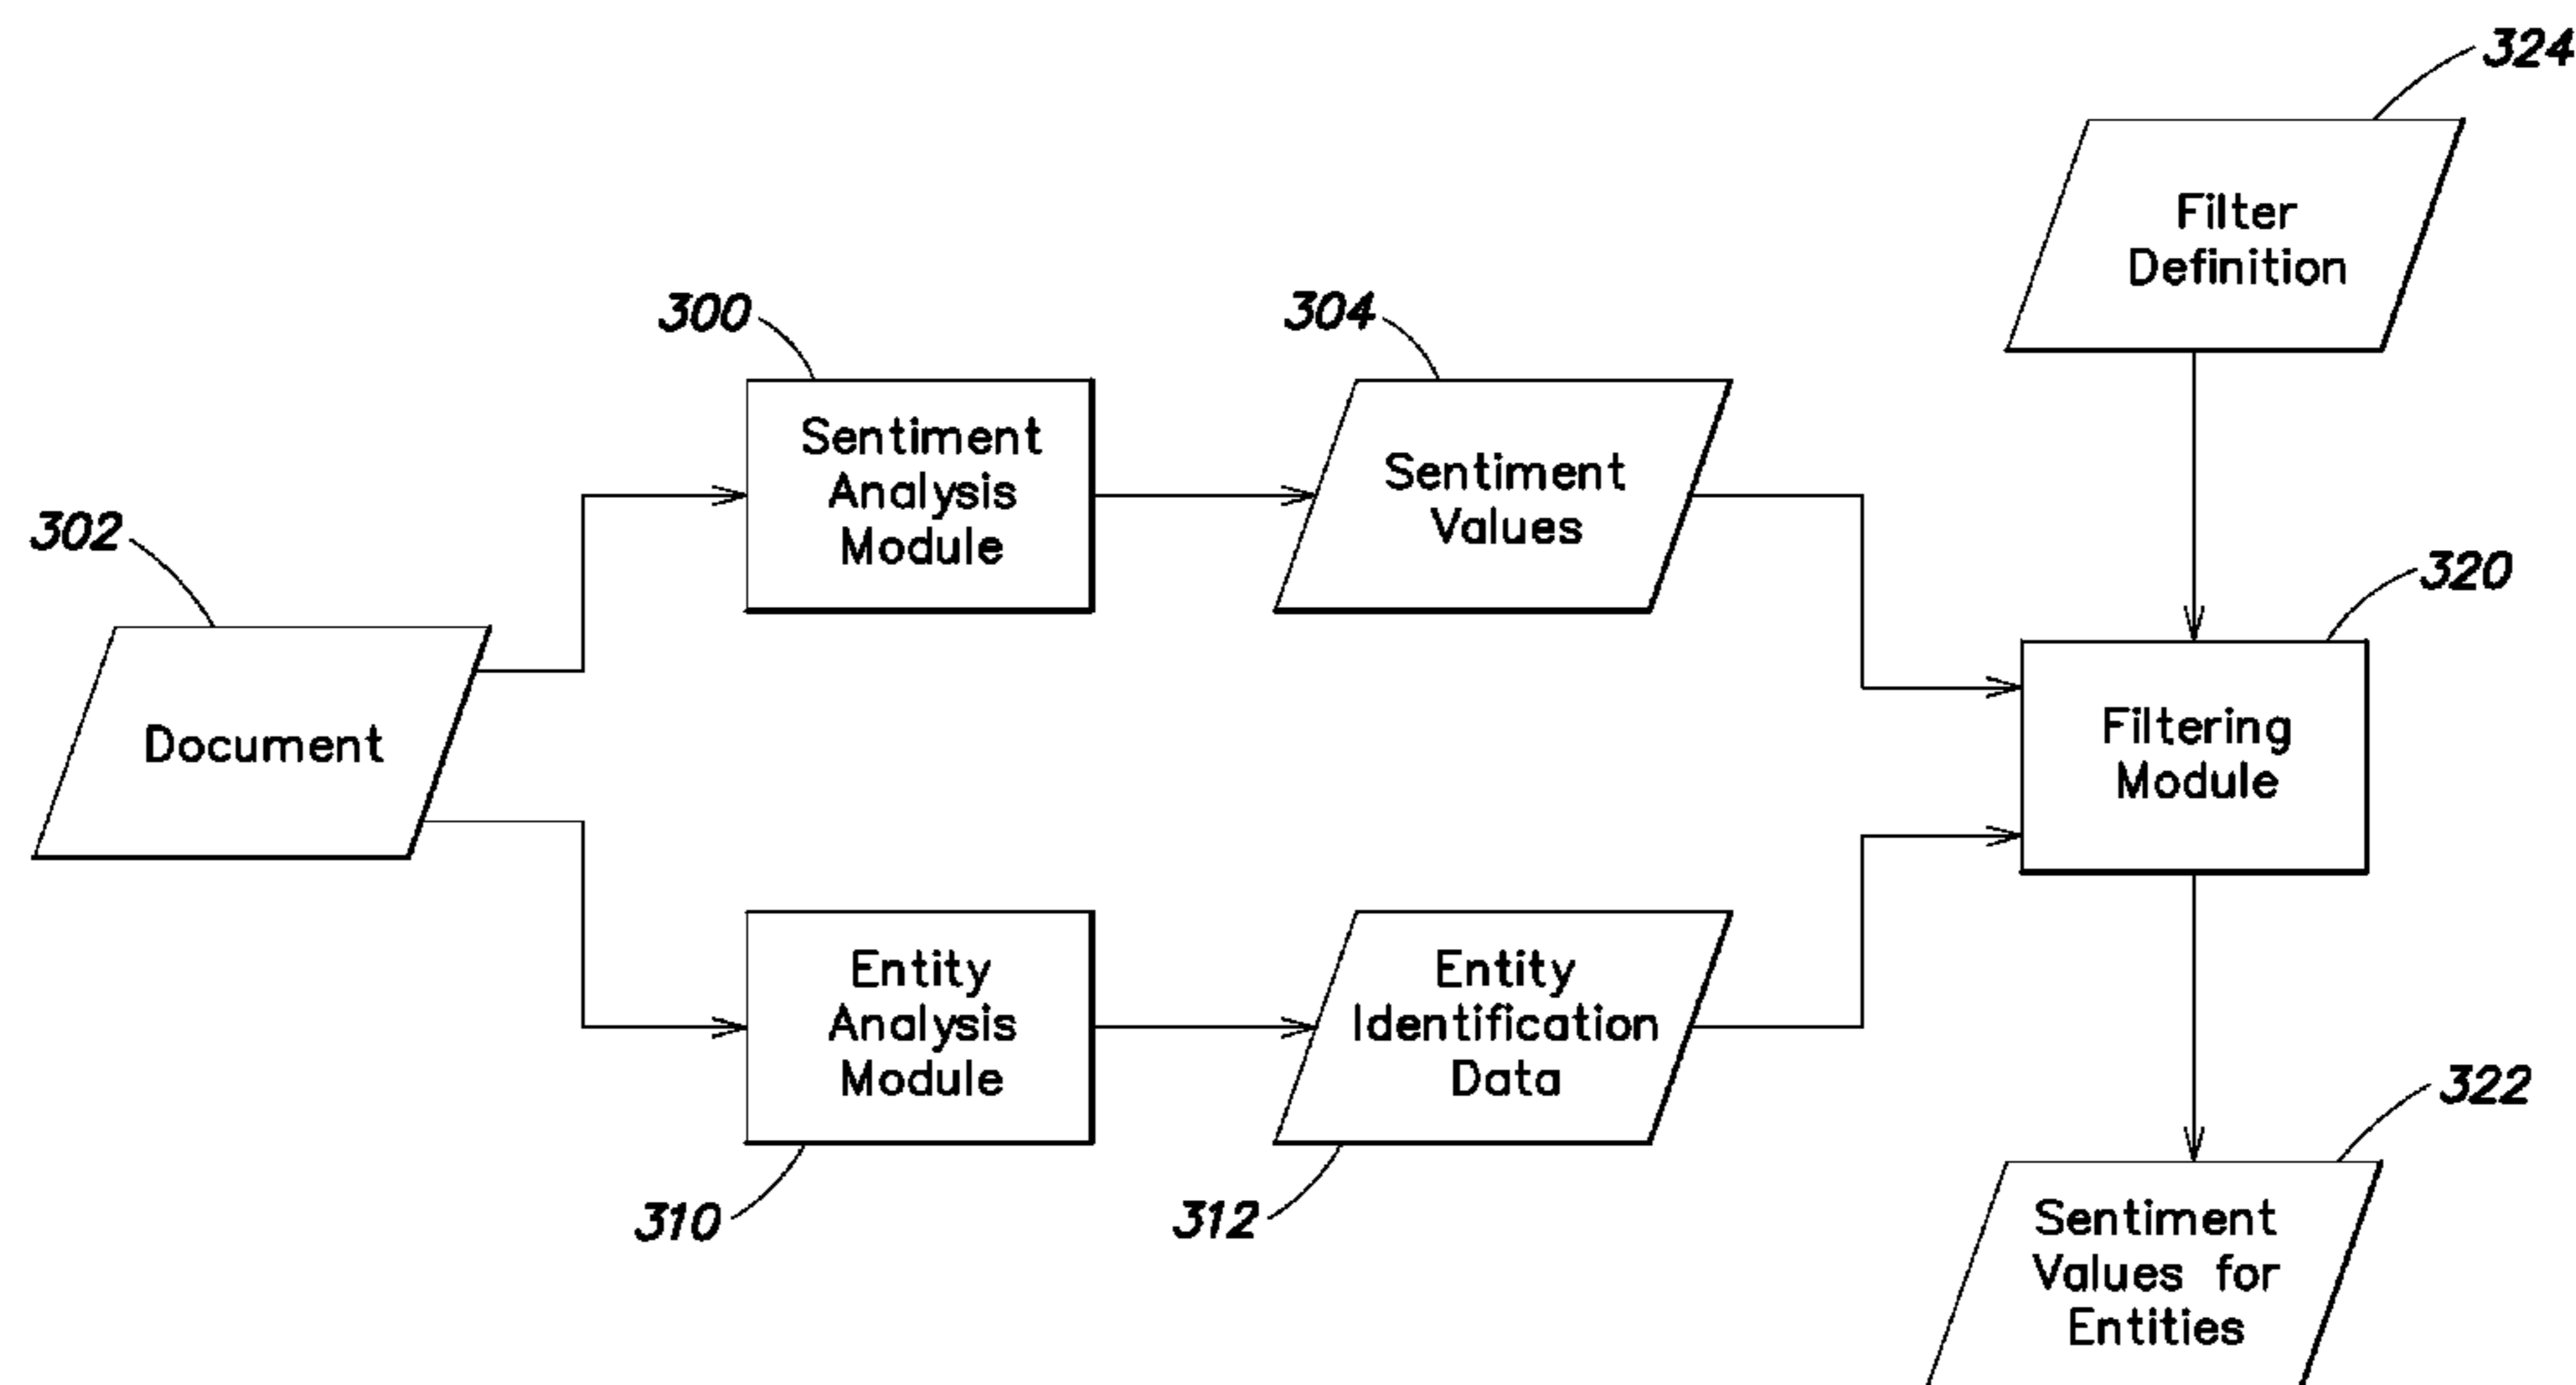 324
Filter
Definition
300
Sentiment
Analysis
Module
304
Sentiment
Values
302
Document
320
Filtering
Module
Entity
Analysis
Module
310
Entity
Identification
Data
312
322
Sentiment
Values for
Entities